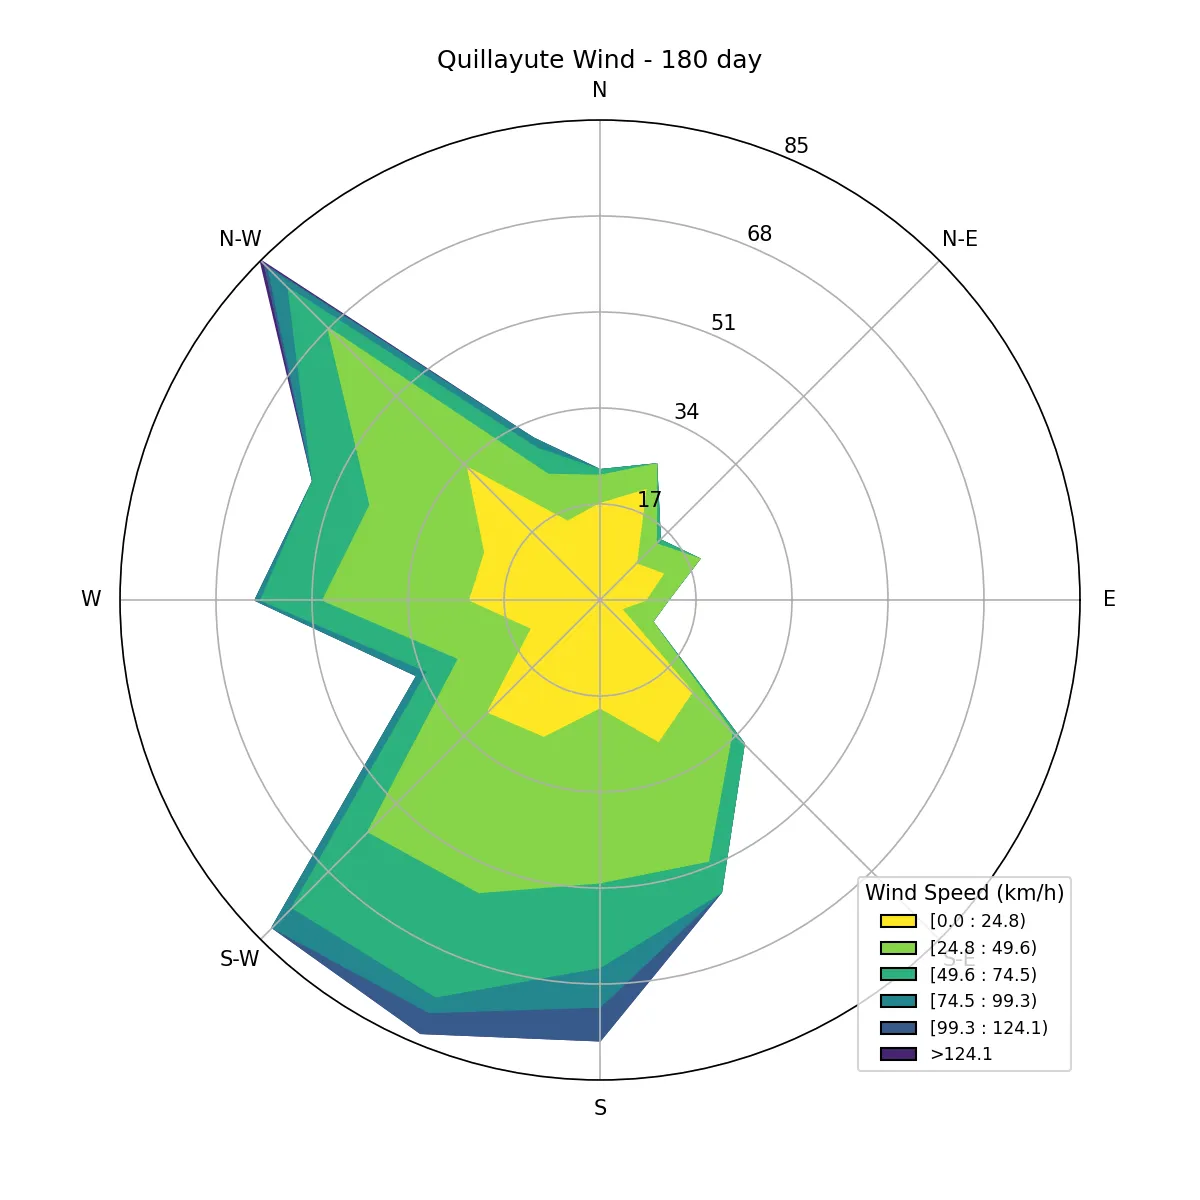 Quillayute Wind - 180 day
N
85
N-W
68
N-E
51
34
17
W
E
Wind Speed (km/h)
[0.0 : 24.8)
[24.8 : 49.6)
S-W
S-E
[49.6 : 74.5)
[74.5 : 99.3)
[99.3 : 124.1)
>124.1
S